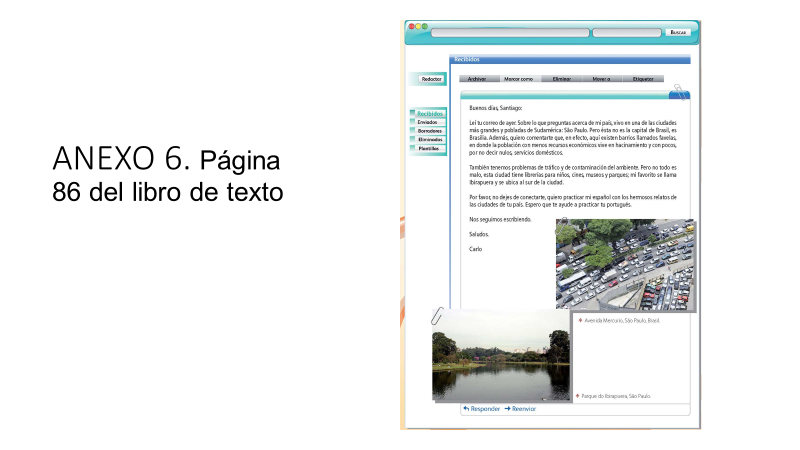 ANEXO 6. Página
86 del libro de texto
Buscar
Recibidos
Redactar
Archivar
Marcar como
Eliminar
Mover a
Etiquetar
Recibidos
Enviados
Borradores
Eliminados
Plantillas
Buenos días, Santiago:
Leí tu correo de ayer. Sobre lo que preguntas acerca de mi país, vivo en una de las ciudades
más grandes y pobladas de Sudamérica: São Paulo. Pero ésta no es la capital de Brasil, es
Brasilia. Además, quiero comentarte que, en efecto, aquí existen barrios llamados favelas,
en donde la población con menos recursos económicos vive en hacinamiento y con pocos,
por no decir nulos, servicios domésticos.
También tenemos problemas de tráfico y de contaminación del ambiente. Pero no todo es
malo, esta ciudad tiene librerías para niños, cines, museos y parques; mi favorito se llama
Ibirapuera y se ubica al sur de la ciudad.
Por favor, no dejes de conectarte, quiero practicar mi español con los hermosos relatos de
las ciudades de tu país. Espero que te ayude a practicar tu portugués.
Nos seguimos escribiendo.
Saludos.
Carlo
Avenida Mercurio, São Paulo, Brasil.
Parque do Ibirapuera, São Paulo.
Responder
Reenviar